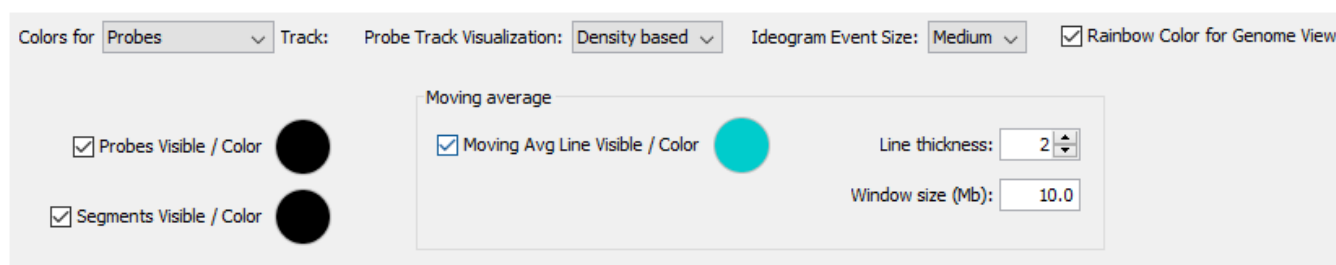 Colors for Probes Track: Probe Track Visualization: Density based Ideogram Event Size: Medium Rainbow Color for Genome View
Moving average
Probes Visible / Color Moving Avg Line Visible / Color Line thickness: 2
Window size (Mb): 10.0
Segments Visible / Color